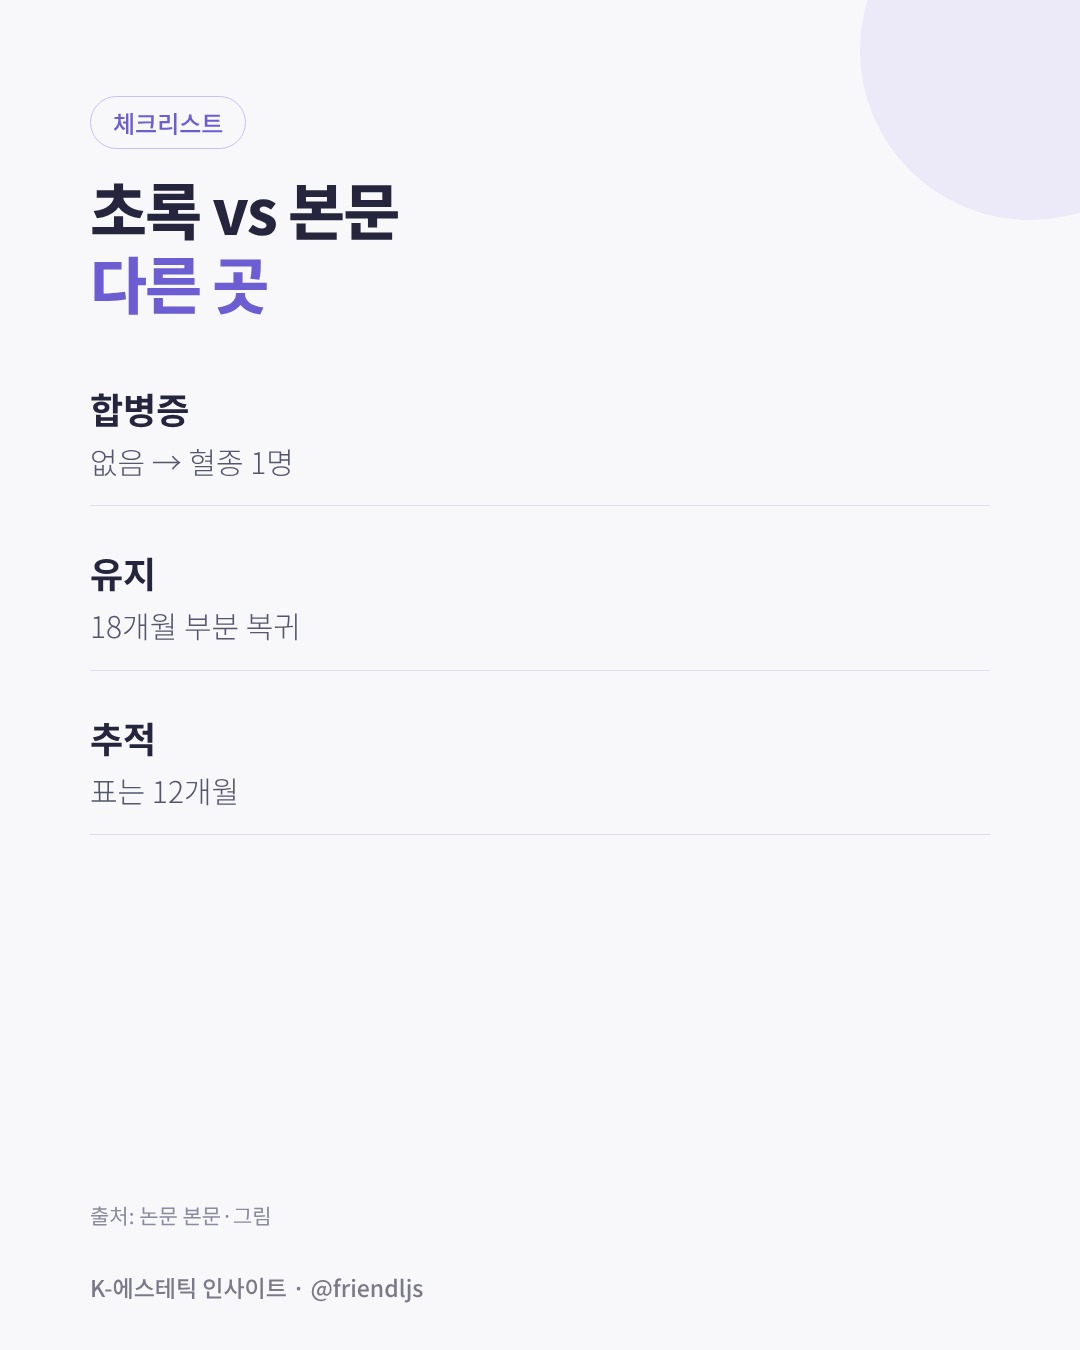 체크리스트
초록 vs 본문
다른 곳
합병증
없음 → 혈종 1명
유지
18개월 부분 복귀
추적
표는 12개월
출처: 논문 본문·그림
K-에스테틱 인사이트 · @friendljs